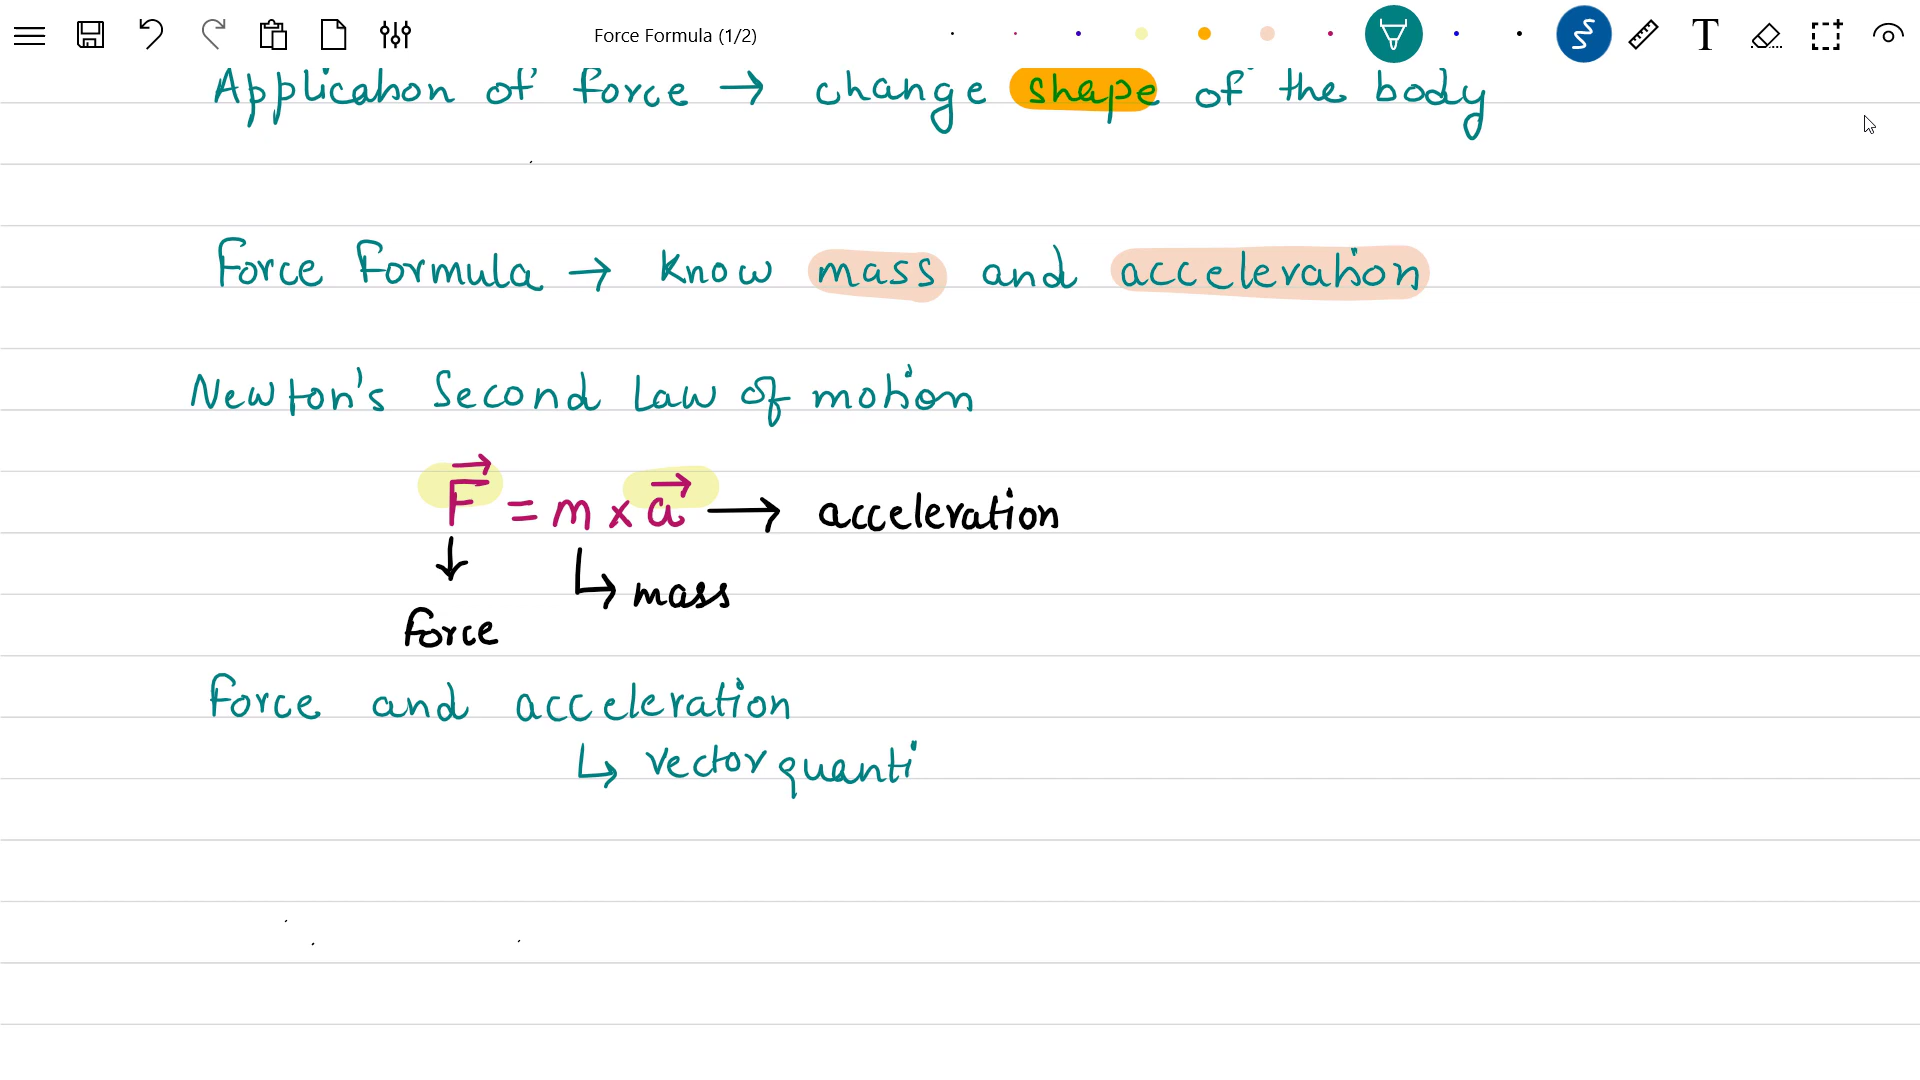 Force Formula (1/2)
T
Application of force → change shape of the body
Force Formula → Know mass and acceleration
Newton's Second Law of motion
F = m x a → acceleration
mass
force
Force and acceleration
↳ vector quanti